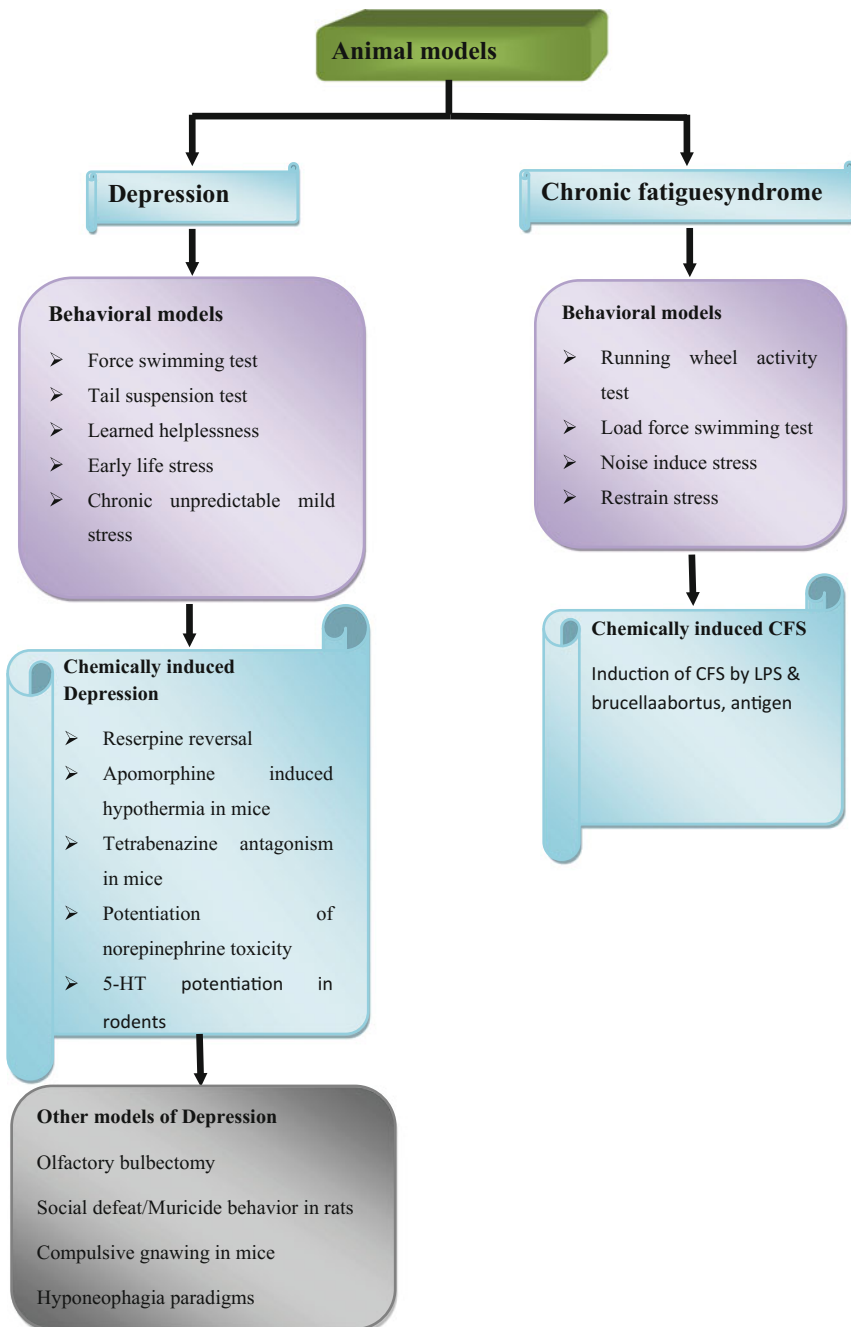 Animal models
Depression
Chronic fatiguesyndrome
Behavioral models
➢ Force swimming test
➢ Tail suspension test
➢ Learned helplessness
➢ Early life stress
➢ Chronic unpredictable mild
stress
Behavioral models
➢ Running wheel activity
test
➢ Load force swimming test
➢ Noise induce stress
➢ Restrain stress
Chemically induced
Depression
➢ Reserpine reversal
➢ Apomorphine induced
hypothermia in mice
➢ Tetrabenazine antagonism
in mice
➢ Potentiation of
norepinephrine toxicity
➢ 5-HT potentiation in
rodents
Chemically induced CFS
Induction of CFS by LPS &
brucellaabortus, antigen
Other models of Depression
Olfactory bulbectomy
Social defeat/Muricide behavior in rats
Compulsive gnawing in mice
Hyponeophagia paradigms